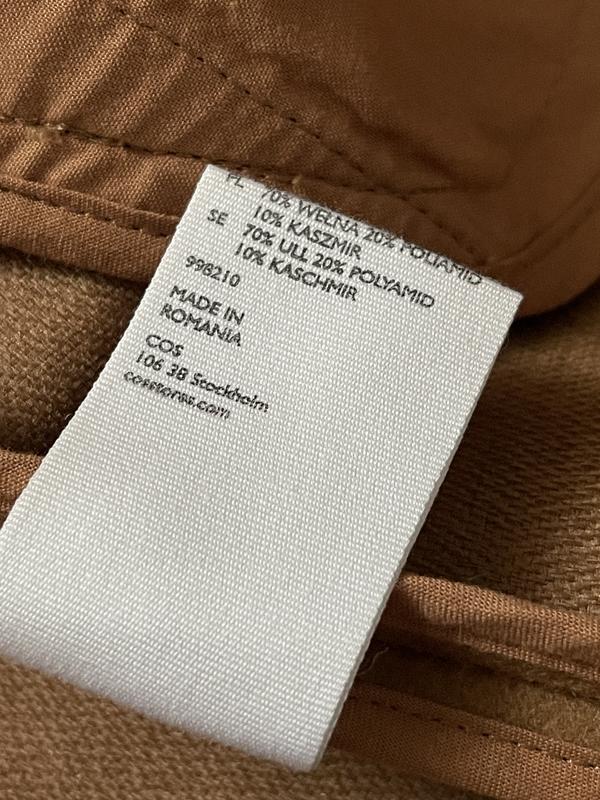 PL 70% WEŁNA 20% POLIAMID
10% KASZMIR
SE 70% ULL 20% POLYAMID
10% KASCHMIR
998210
MADE IN
ROMANIA
COS
106 38 Stockholm
cosstores.com